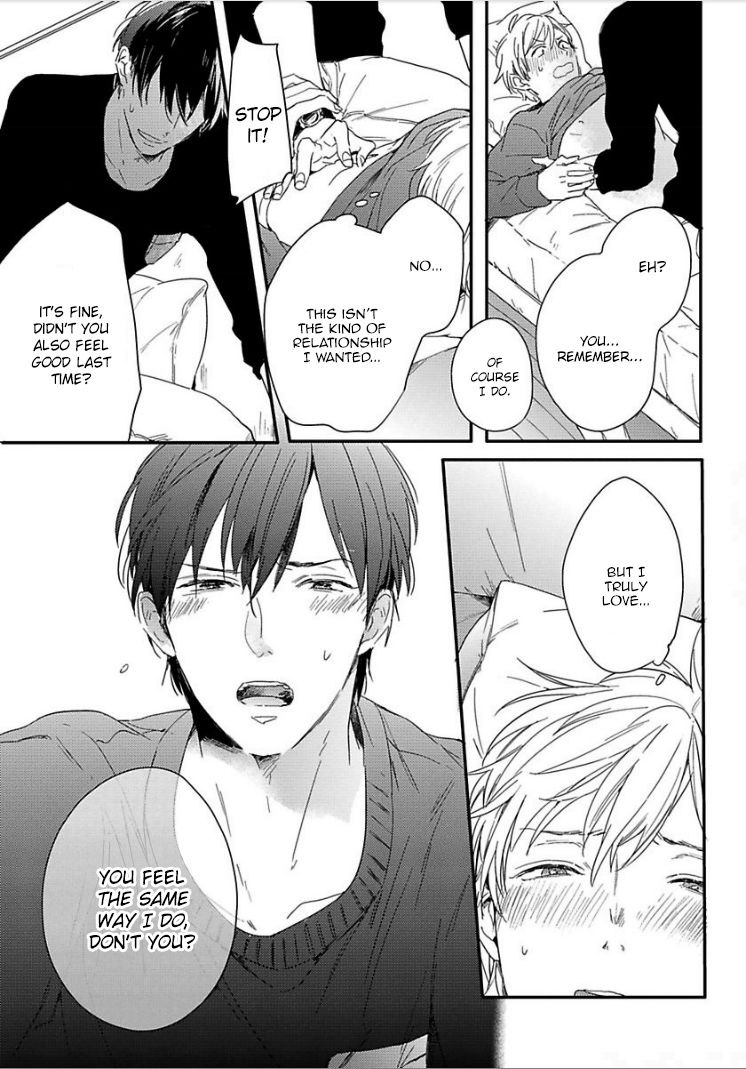 EH?
YOU...
REMEMBER...
OF
COURSE
I DO.
NO...
THIS ISN'T
THE KIND OF
RELATIONSHIP
I WANTED...
STOP
IT!
IT'S FINE,
DIDN'T YOU
ALSO FEEL
GOOD LAST
TIME?
BUT I
TRULY
LOVE...
YOU FEEL
THE SAME
WAY I DO,
DON'T YOU?